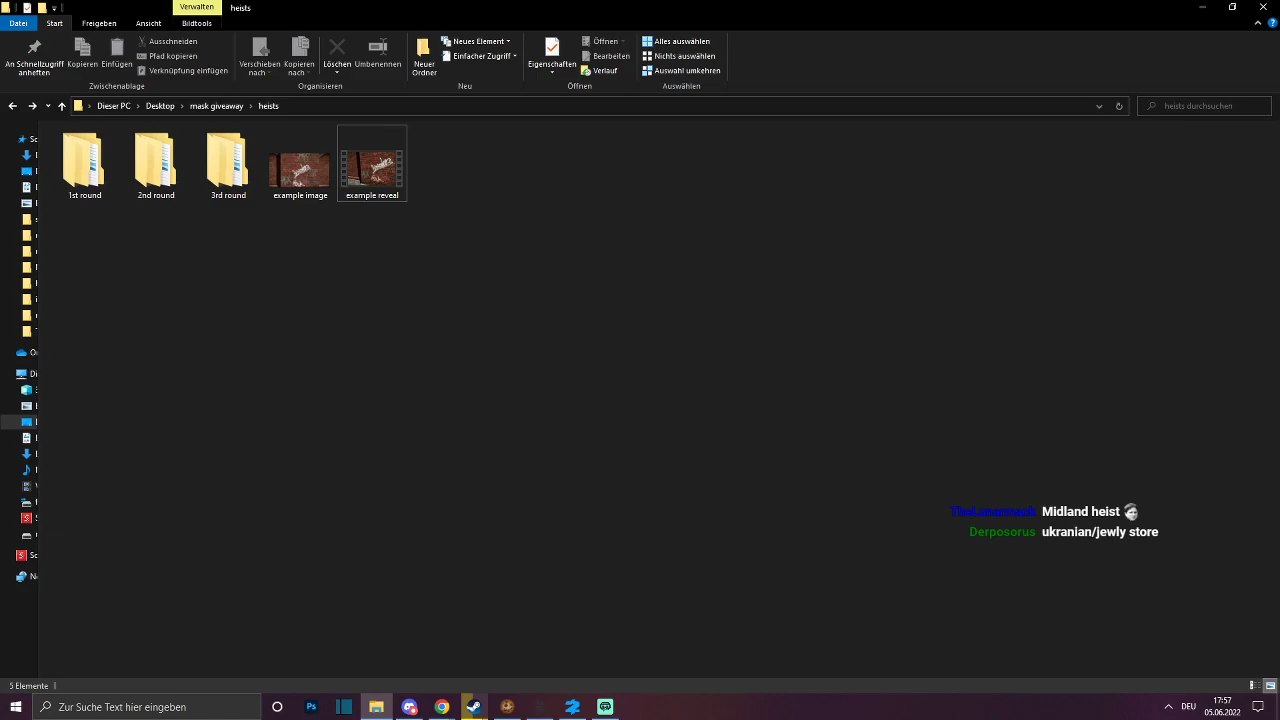 Verwalten heists
Datei Start Freigeben Ansicht Bildtools
An Schnellzugriff anheften
Kopieren
Einfügen
Ausschneiden
Pfad kopieren
Verknüpfung einfügen
Zwischenablage
Verschieben nach
Kopieren nach
Löschen
Umbenennen
Organisieren
Neuer Ordner
Neues Element
Einfacher Zugriff
Neu
Eigenschaften
Öffnen
Bearbeiten
Verlauf
Öffnen
Alles auswählen
Nichts auswählen
Auswahl umkehren
Auswählen
Dieser PC > Desktop > mask giveaway > heists
heists durchsuchen
1st round 2nd round 3rd round example image example reveal
Midland heist
Derposorus ukranian/jewly store
5 Elemente
Zur Suche Text hier eingeben
Ps
DEU
17:57
05.06.2022